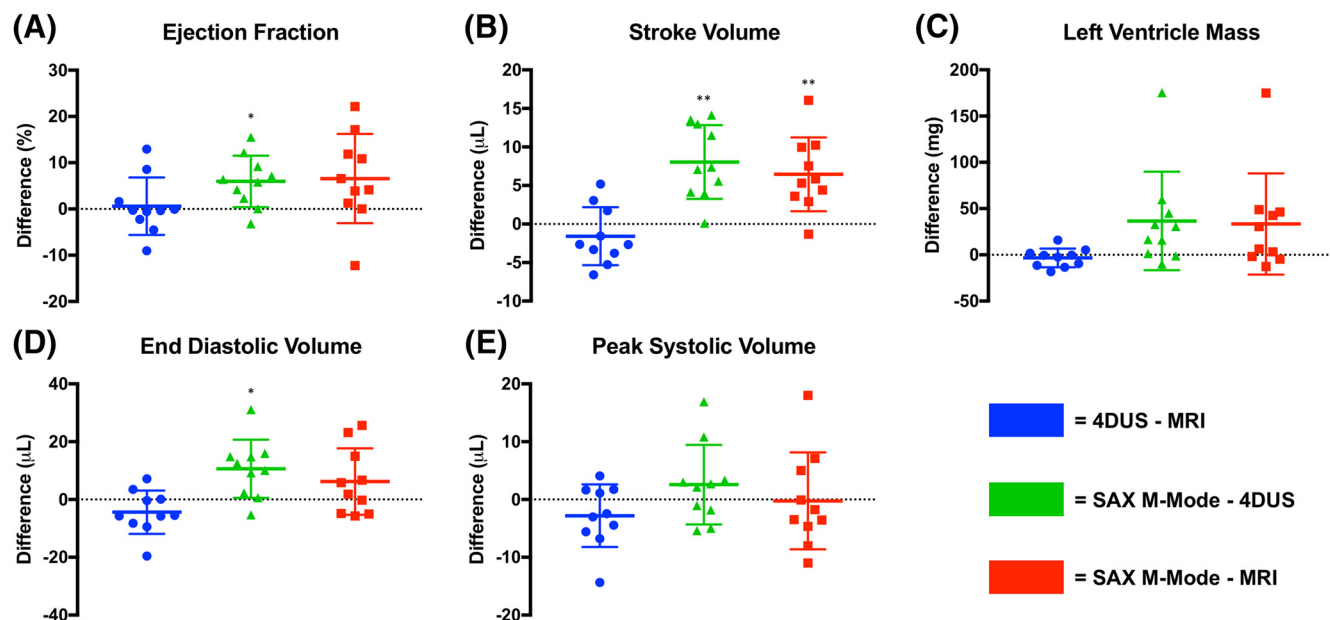 (A) Ejection Fraction
Difference (%)
30
20
10
0
-10
-20
*
(B) Stroke Volume
Difference (μL)
20
15
10
5
0
-5
-10
**
**
(C) Left Ventricle Mass
Difference (mg)
200
150
100
50
0
-50
(D) End Diastolic Volume
Difference (μL)
40
20
0
-20
-40
*
(E) Peak Systolic Volume
Difference (μL)
20
10
0
-10
-20
= 4DUS - MRI
= SAX M-Mode - 4DUS
= SAX M-Mode - MRI